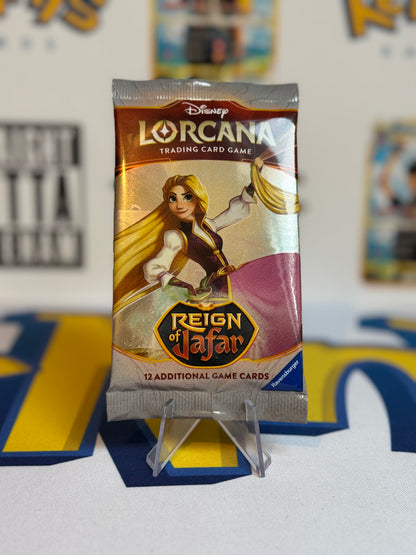 Disney
LORCANA
TRADING CARD GAME
REIGN
of Jafar
12 ADDITIONAL GAME CARDS
Ravensburger